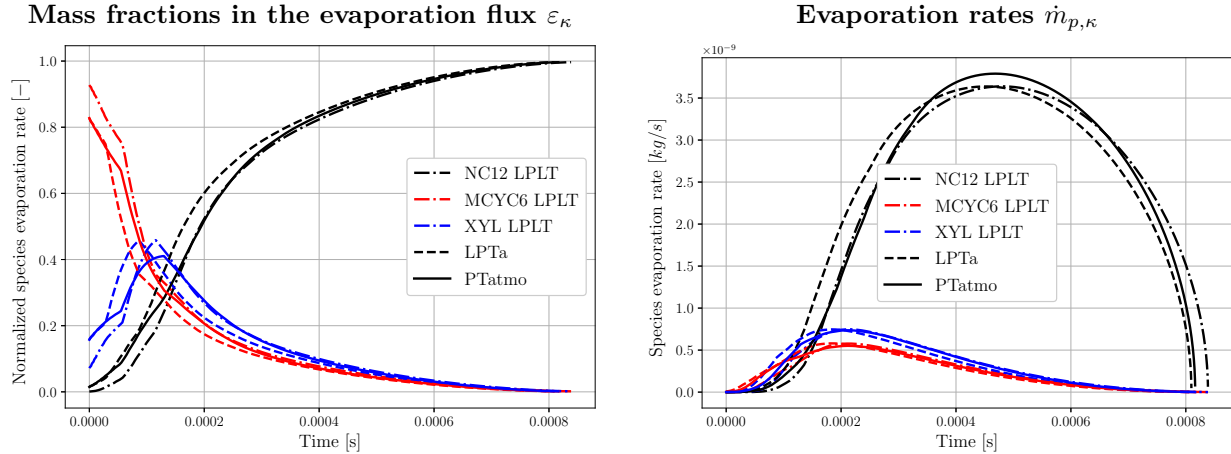 Mass fractions in the evaporation flux εκ
Normalized species evaporation rate [−]
1.0
0.8
0.6
0.4
0.2
0.0
NC12 LPLT
MCYC6 LPLT
XYL LPLT
LPTa
PTatmo
0.0000 0.0002 0.0004 0.0006 0.0008
Time [s]
Evaporation rates ṁp,κ
×10−9
Species evaporation rate [kg/s]
3.5
3.0
2.5
2.0
1.5
1.0
0.5
0.0
NC12 LPLT
MCYC6 LPLT
XYL LPLT
LPTa
PTatmo
0.0000 0.0002 0.0004 0.0006 0.0008
Time [s]